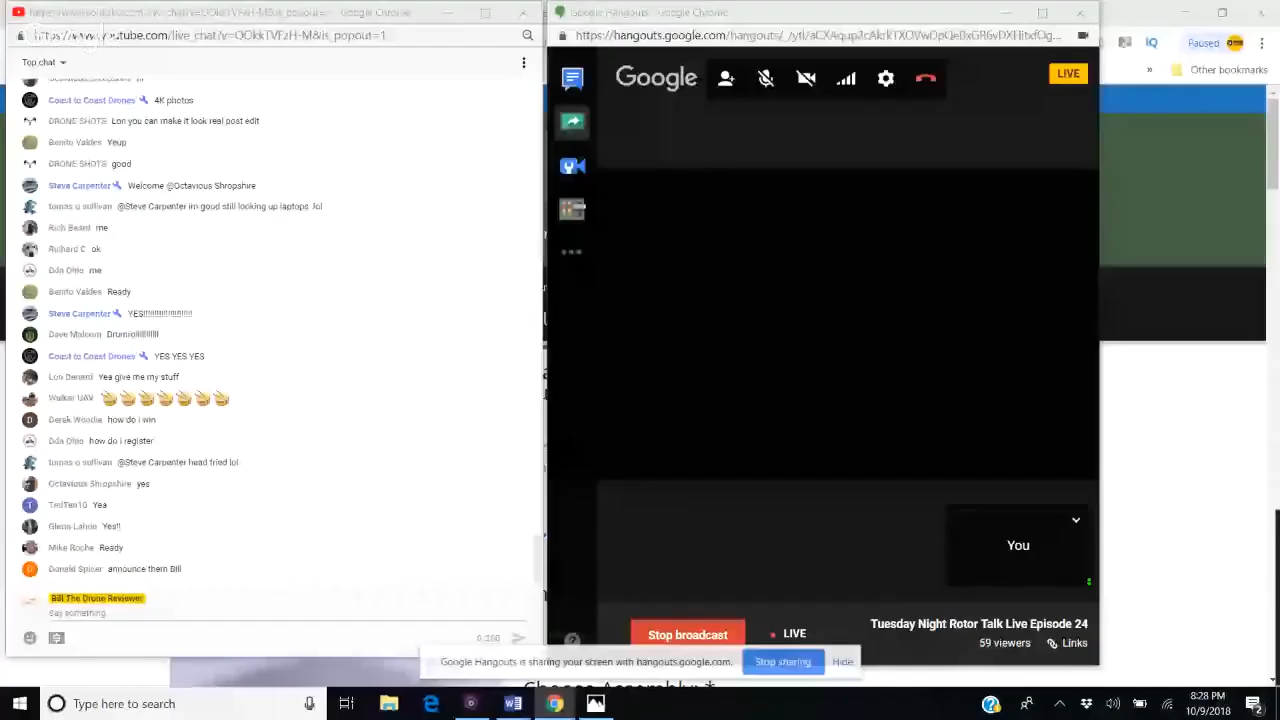 Google Chrome
Google Hangouts - Google Chrome
Top chat
Coast to Coast Drones 4K photos
DRONE SHOTS Lon you can make it look real post edit
Benito Valdes Yeup
DRONE SHOTS good
Steve Carpenter Welcome @Octavious Shropshire
tomas o sullivan @Steve Carpenter im good still looking up laptops .lol
Rich Beard me
Richard C ok
Dda Ohio me
Benito Valdes Ready
Steve Carpenter
Dave Malcom
Coast to Coast Drones YES YES YES
Lon Denard Yea give me my stuff
Walker UAV
Derek Woodie how do i win
Dda Ohio how do i register
tomas o sullivan @Steve Carpenter head fried lol
Octavious Shropshire yes
TedTen10 Yea
Glenn Yes!!
Mike Roche Ready
Donald Spicer announce them Bill
Bill The Drone Reviewer
Say something...
0/200
Google
LIVE
You
Tuesday Night Rotor Talk Live Episode 24
59 viewers Links
Stop broadcast LIVE
Google Hangouts is sharing your screen with hangouts.google.com. Stop sharing Hide
IQ Paused
» Other bookmarks
Type here to search
8:28 PM
10/9/2018
2